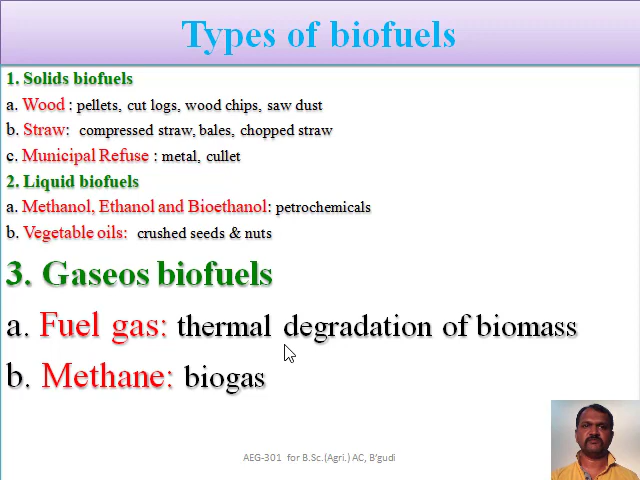 Types of biofuels
1. Solids biofuels
a. Wood : pellets, cut logs, wood chips, saw dust
b. Straw: compressed straw, bales, chopped straw
c. Municipal Refuse : metal, cullet
2. Liquid biofuels
a. Methanol, Ethanol and Bioethanol: petrochemicals
b. Vegetable oils: crushed seeds & nuts
3. Gaseos biofuels
a. Fuel gas: thermal degradation of biomass
b. Methane: biogas
AEG-301 for B.Sc.(Agri.) AC, B'gudi